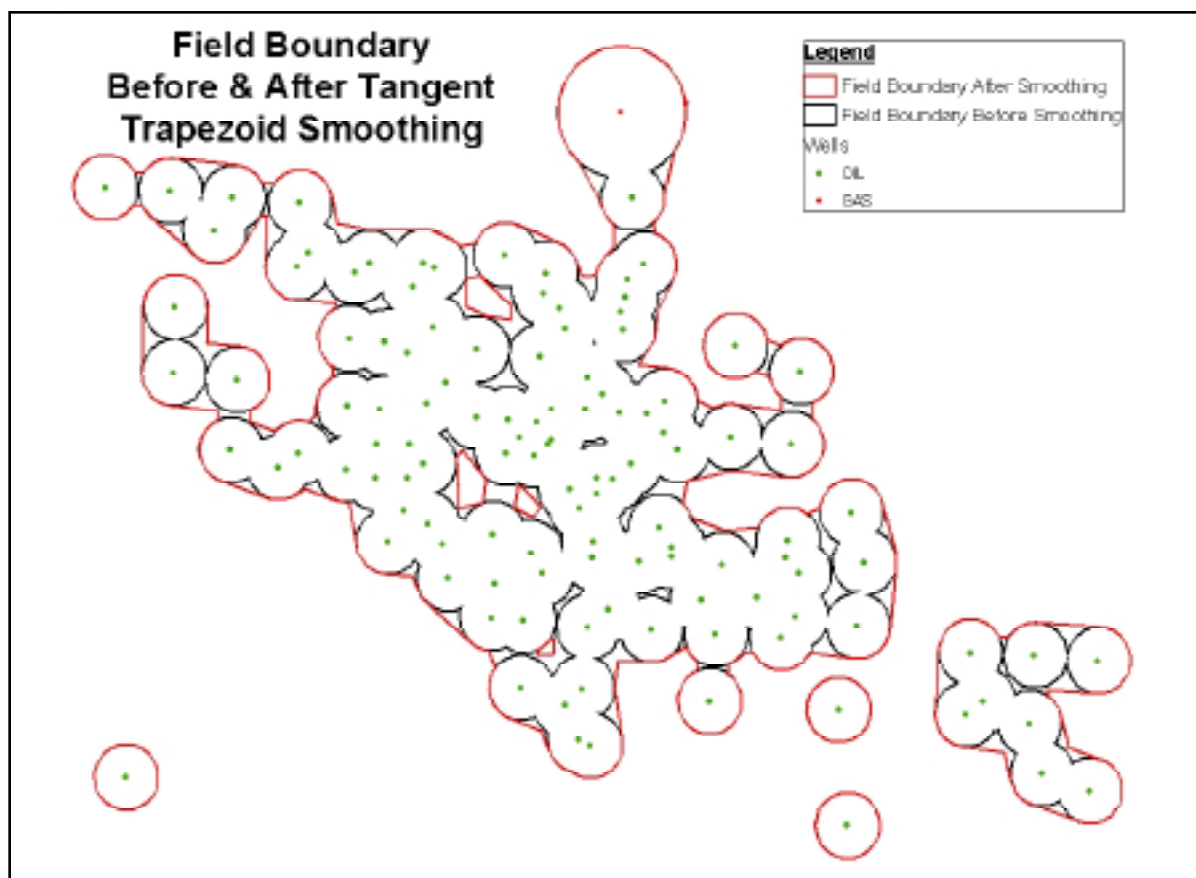 Field Boundary
Before & After Tangent
Trapezoid Smoothing
Legend
Field Boundary After Smoothing
Field Boundary Before Smoothing
Wells
OIL
GAS